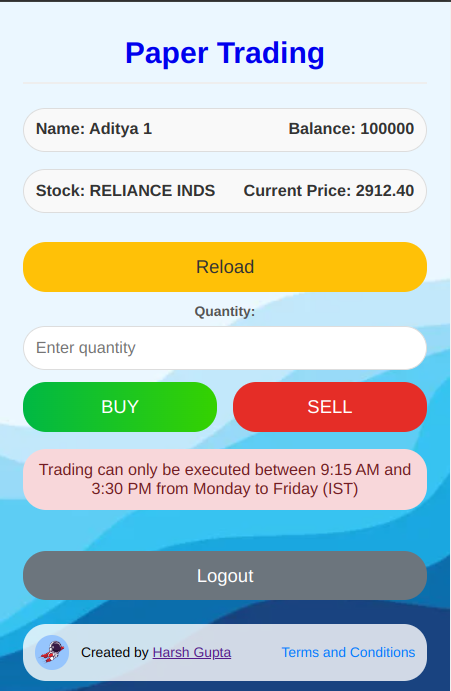 Paper Trading
Name: Aditya 1 Balance: 100000
Stock: RELIANCE INDS Current Price: 2912.40
Reload
Quantity:
Enter quantity
BUY SELL
Trading can only be executed between 9:15 AM and
3:30 PM from Monday to Friday (IST)
Logout
Created by Harsh Gupta Terms and Conditions